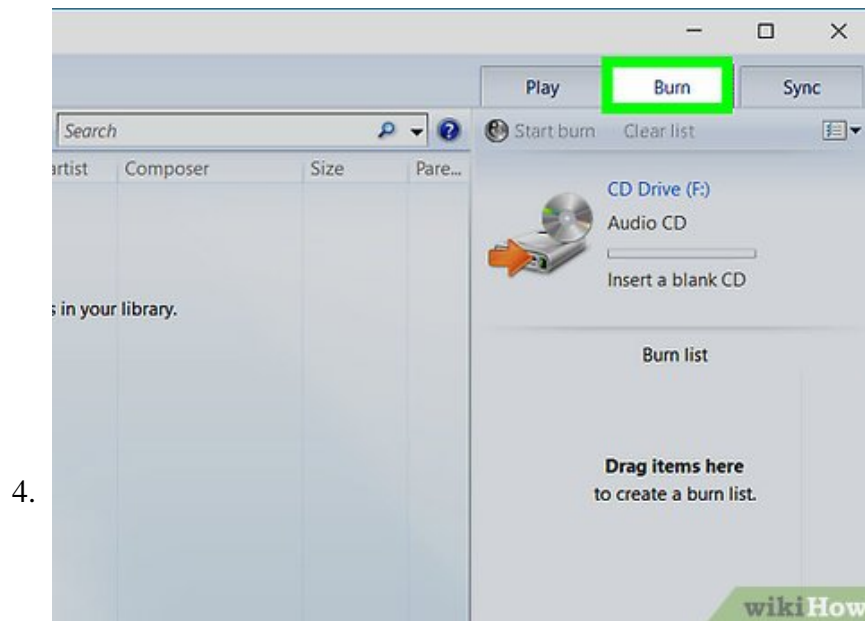 Play Burn Sync
Search
Start burn Clear list
artist Composer Size Pare...
CD Drive (F:)
Audio CD
Insert a blank CD
s in your library.
Burn list
Drag items here
to create a burn list.
4.
wikiHow